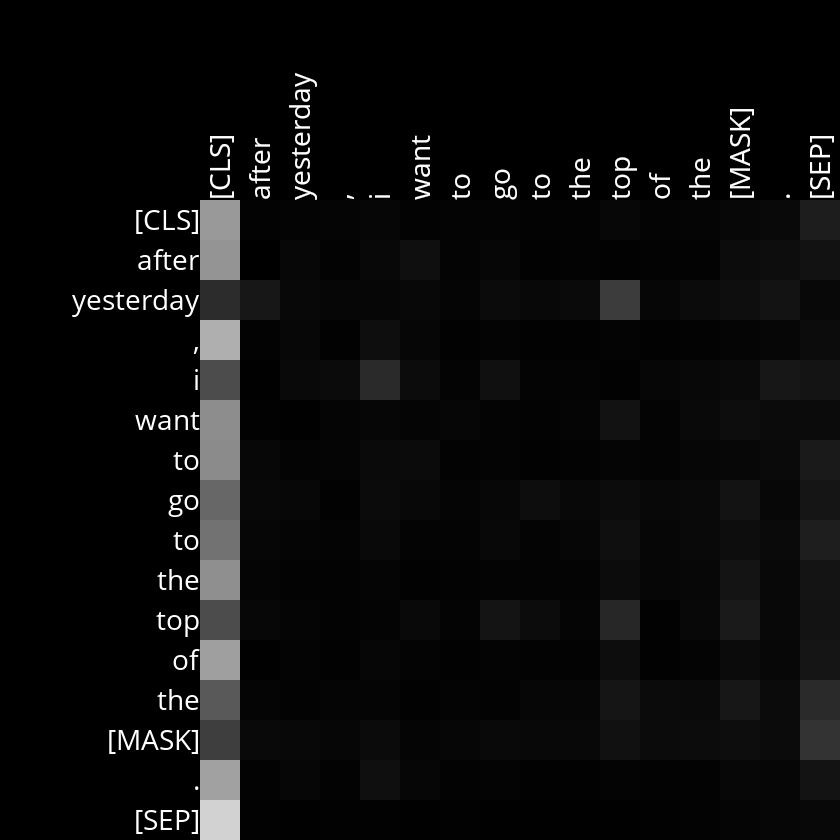 [CLS] after yesterday , i want to go to the top of the [MASK] . [SEP]
[CLS]
after
yesterday
,
i
want
to
go
to
the
top
of
the
[MASK]
.
[SEP]